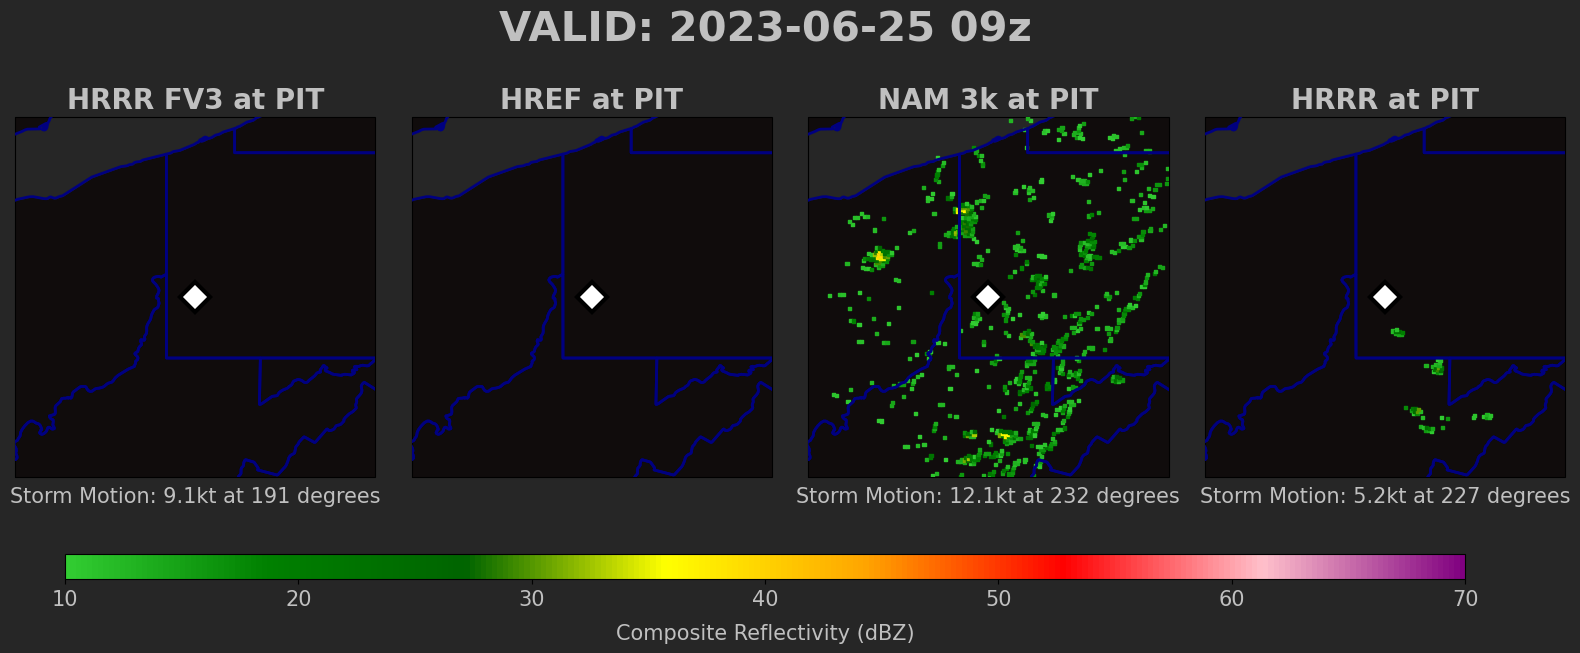 VALID: 2023-06-25 09z
HRRR FV3 at PIT
HREF at PIT
NAM 3k at PIT
HRRR at PIT
Storm Motion: 9.1kt at 191 degrees
Storm Motion: 12.1kt at 232 degrees
Storm Motion: 5.2kt at 227 degrees
10 20 30 40 50 60 70
Composite Reflectivity (dBZ)